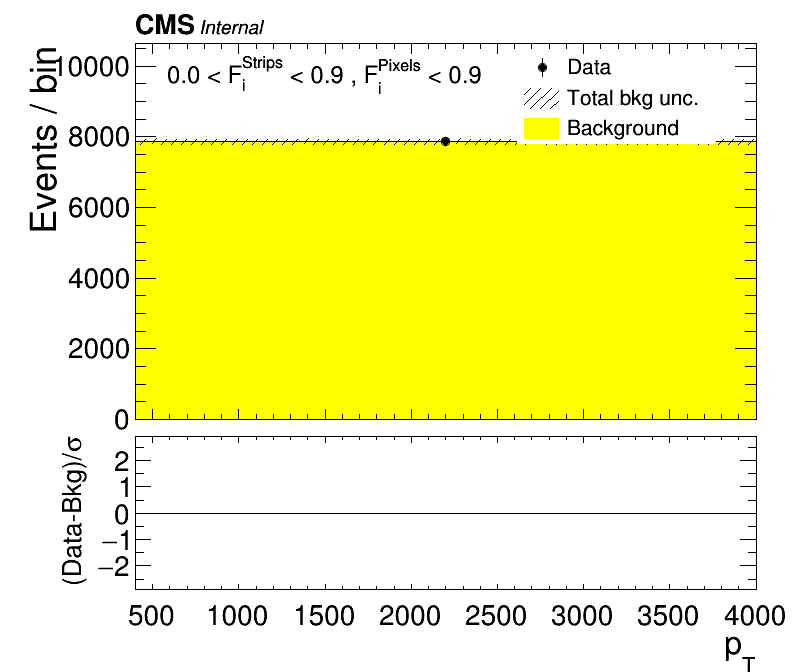 CMS Internal
Events / bin
10000
8000
6000
4000
2000
0
0.0 < F_i^Strips < 0.9 , F_i^Pixels < 0.9
Data
Total bkg unc.
Background
(Data-Bkg)/σ
2
1
0
−1
−2
500 1000 1500 2000 2500 3000 3500 4000
p_T